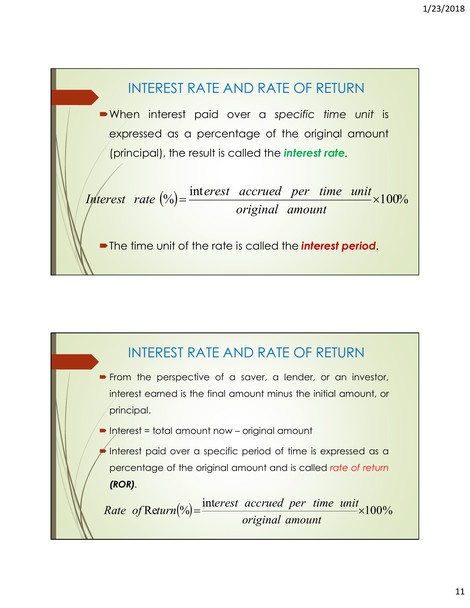 1/23/2018
INTEREST RATE AND RATE OF RETURN
When interest paid over a specific time unit is
expressed as a percentage of the original amount
(principal), the result is called the interest rate.
Interest rate (%) = interest accrued per time unit / original amount × 100%
The time unit of the rate is called the interest period.
INTEREST RATE AND RATE OF RETURN
From the perspective of a saver, a lender, or an investor,
interest earned is the final amount minus the initial amount, or
principal.
Interest = total amount now – original amount
Interest paid over a specific period of time is expressed as a
percentage of the original amount and is called rate of return
(ROR).
Rate of Return(%) = interest accrued per time unit / original amount × 100%
11